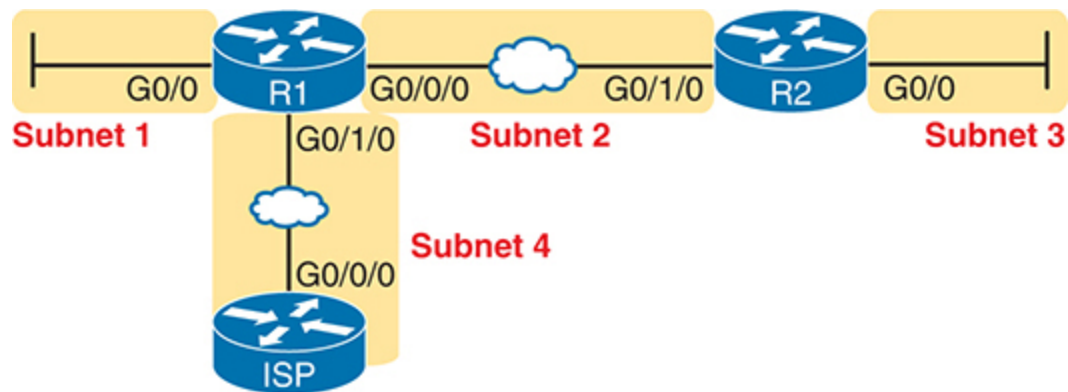 G0/0
R1
G0/0/0
G0/1/0
R2
G0/0
Subnet 1
G0/1/0
Subnet 2
Subnet 3
Subnet 4
G0/0/0
ISP